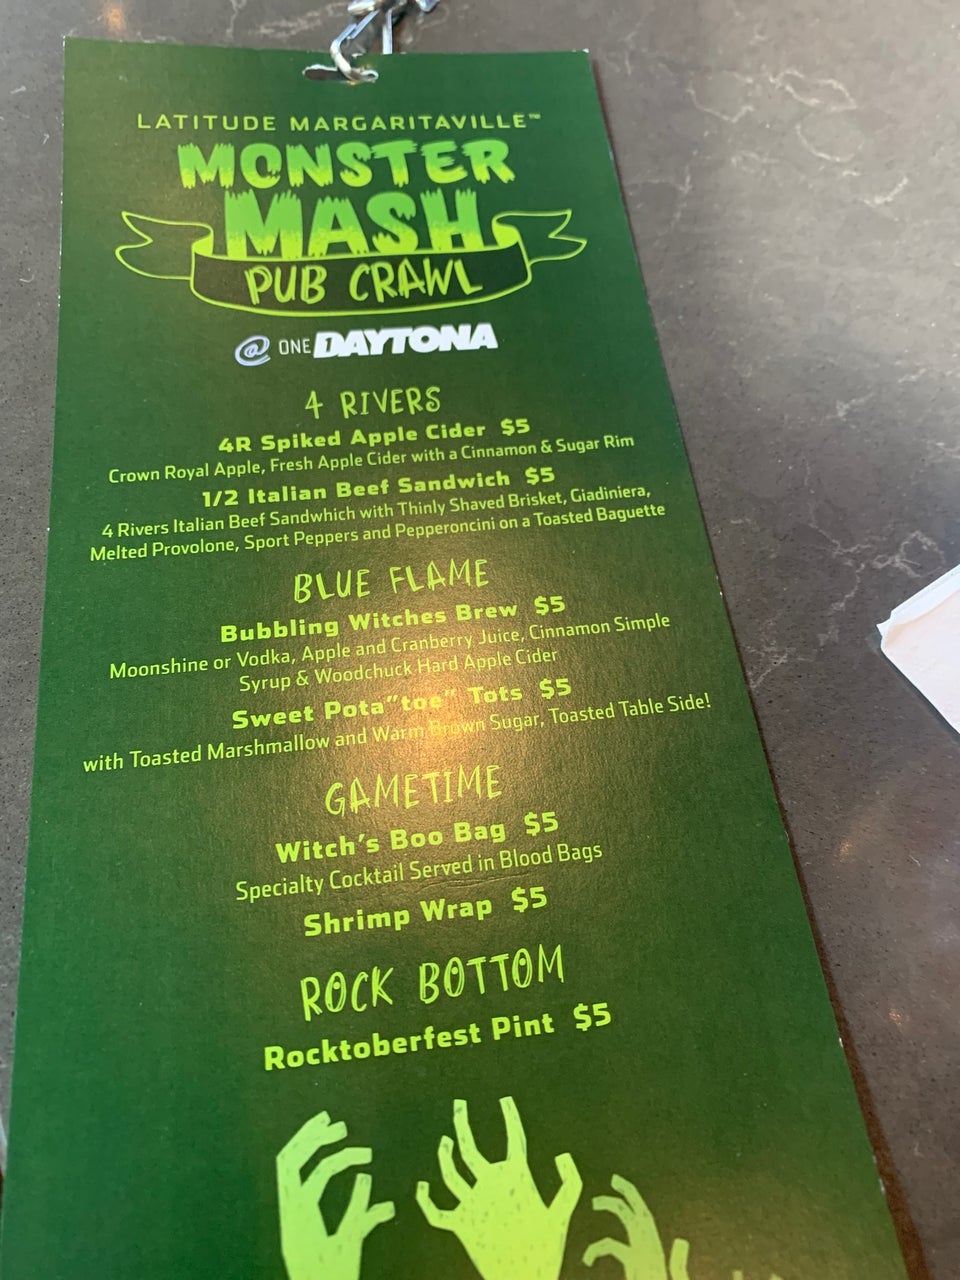 LATITUDE MARGARITAVILLE™
MONSTER
MASH
PUB CRAWL
@ ONE DAYTONA
4 RIVERS
4R Spiked Apple Cider $5
Crown Royal Apple, Fresh Apple Cider with a Cinnamon & Sugar Rim
1/2 Italian Beef Sandwich $5
4 Rivers Italian Beef Sandwhich with Thinly Shaved Brisket, Giadiniera,
Melted Provolone, Sport Peppers and Pepperoncini on a Toasted Baguette
BLUE FLAME
Bubbling Witches Brew $5
Moonshine or Vodka, Apple and Cranberry Juice, Cinnamon Simple
Syrup & Woodchuck Hard Apple Cider
Sweet Pota"toe" Tots $5
with Toasted Marshmallow and Warm Brown Sugar, Toasted Table Side!
GAMETIME
Witch's Boo Bag $5
Specialty Cocktail Served in Blood Bags
Shrimp Wrap $5
ROCK BOTTOM
Rocktoberfest Pint $5